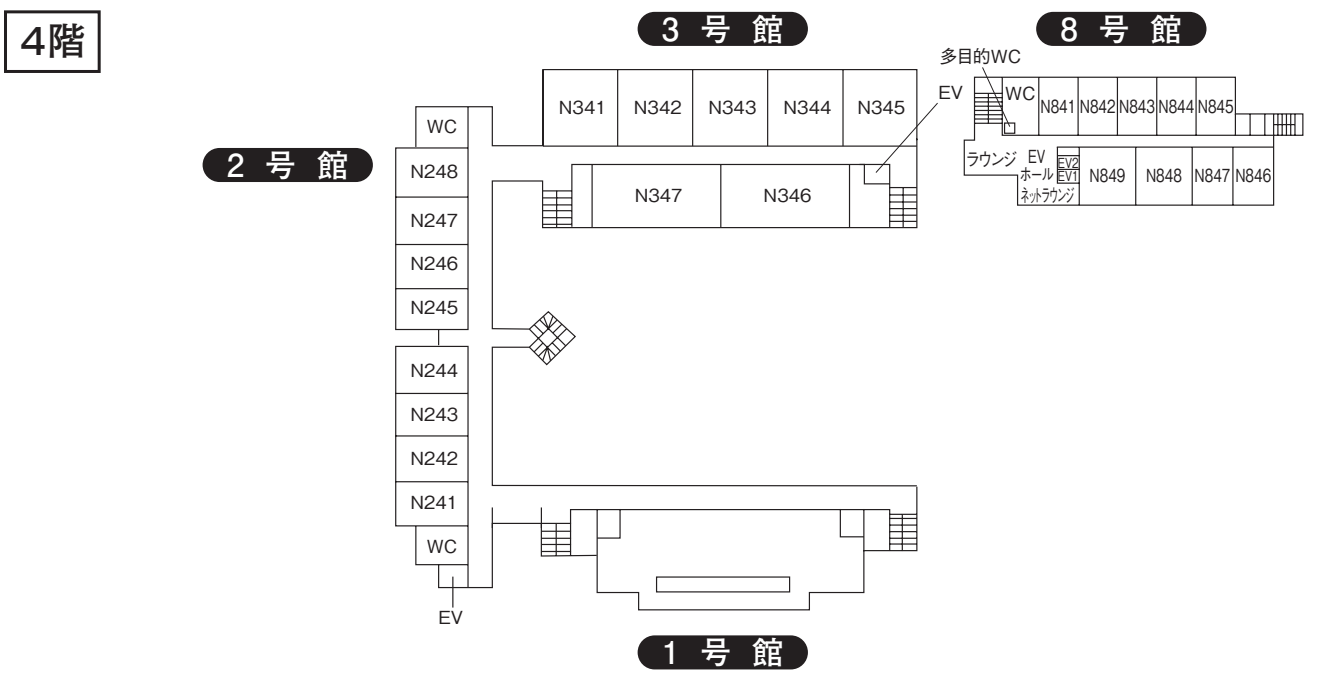 4階
3 号 館
8 号 館
多目的WC
EV
N341
N342
N343
N344
N345
WC
N841
N842
N843
N844
N845
WC
2 号 館
N248
N347
N346
ラウンジ
EV
ホール
ネットラウンジ
EV2
EV1
N849
N848
N847
N846
N247
N246
N245
N244
N243
N242
N241
WC
EV
1 号 館